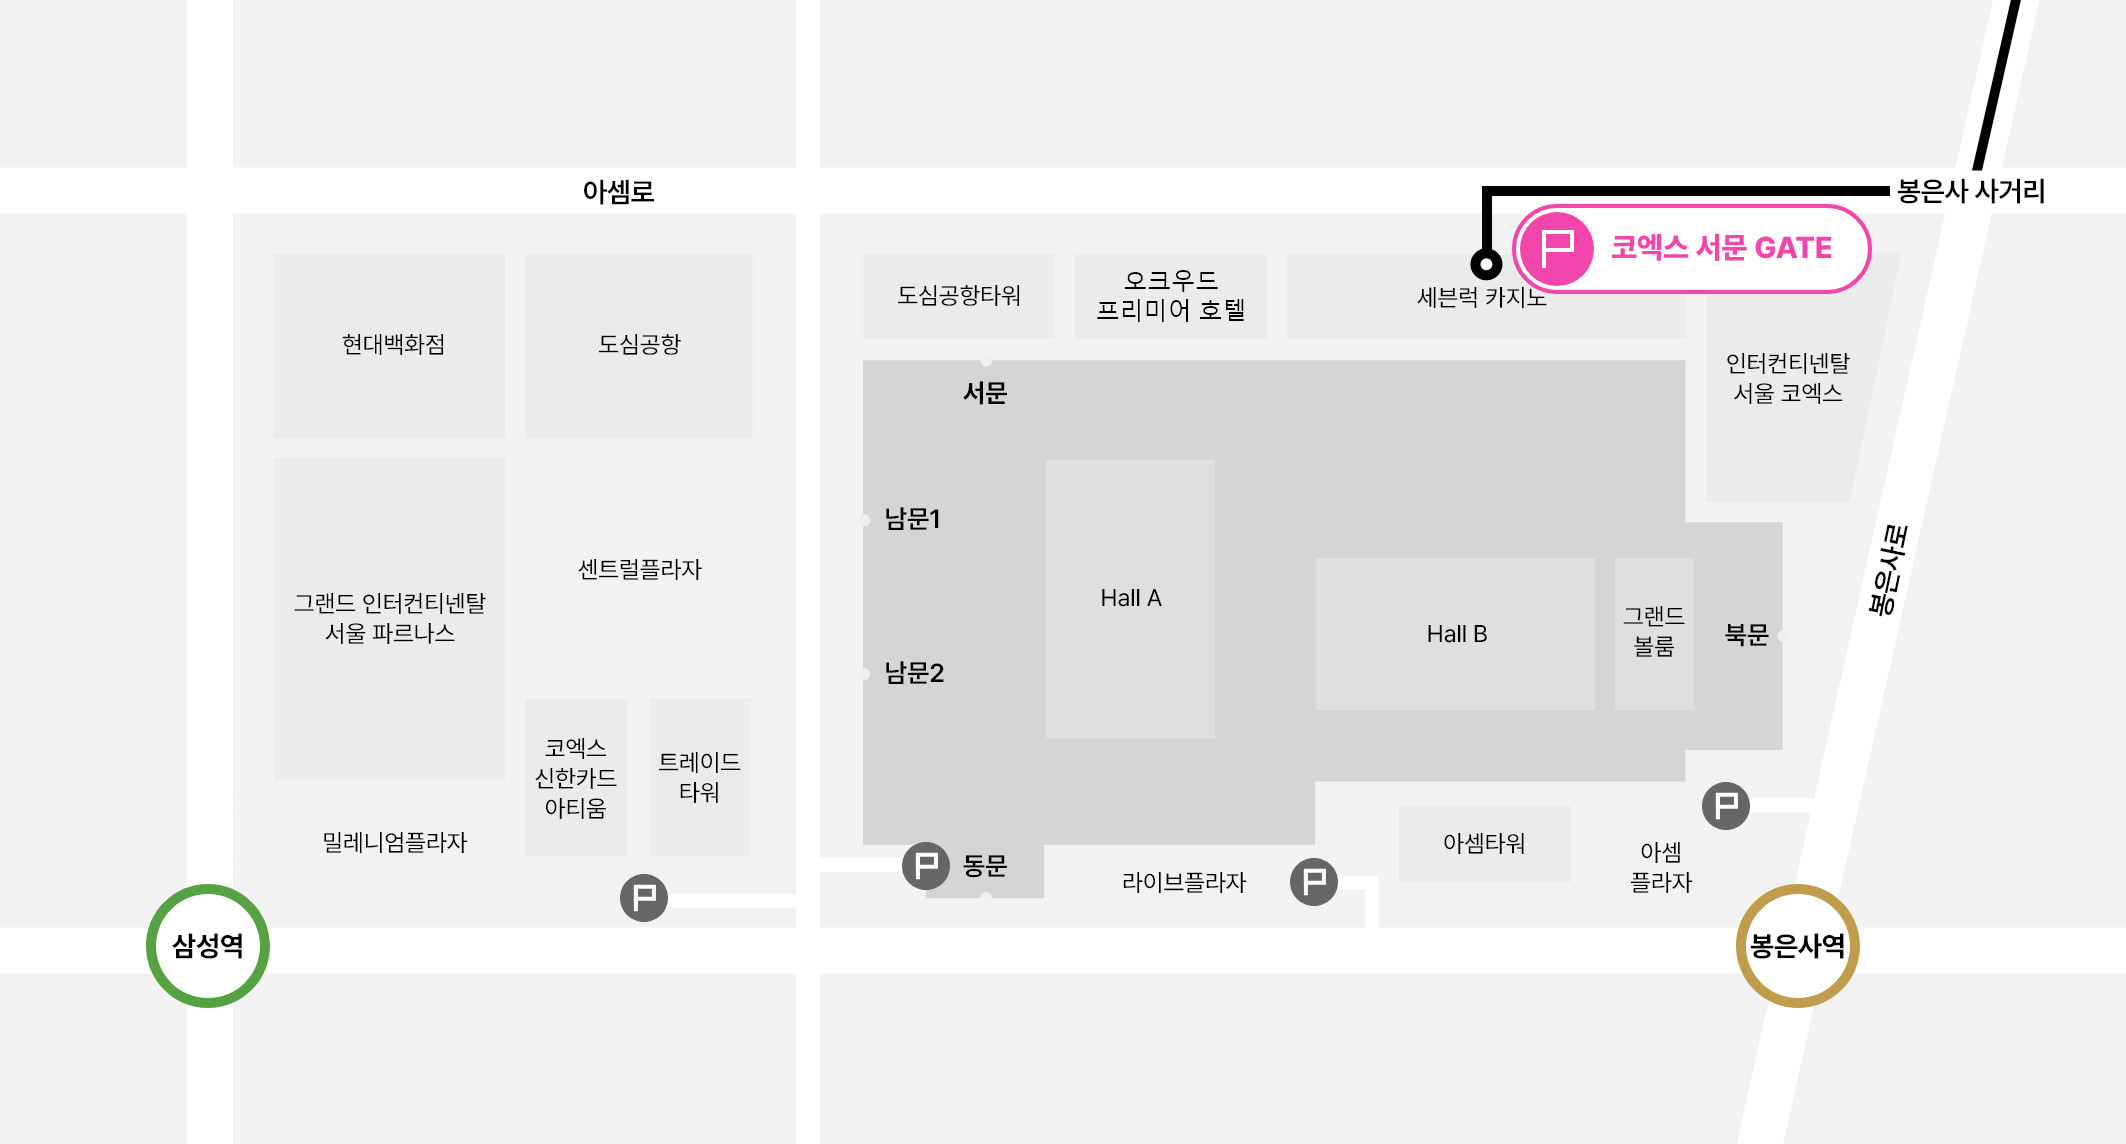 아셈로
봉은사 사거리
P 코엑스 서문 GATE
현대백화점
도심공항
도심공항타워
오크우드
프리미어 호텔
세븐럭 카지노
인터컨티넨탈
서울 코엑스
서문
남문1
남문2
Hall A
Hall B
그랜드
볼룸
북문
봉은사로
센트럴플라자
그랜드 인터컨티넨탈
서울 파르나스
코엑스
신한카드
아티움
트레이드
타워
밀레니엄플라자
P
P
동문
라이브플라자
P
아셈타워
아셈
플라자
P
삼성역
봉은사역